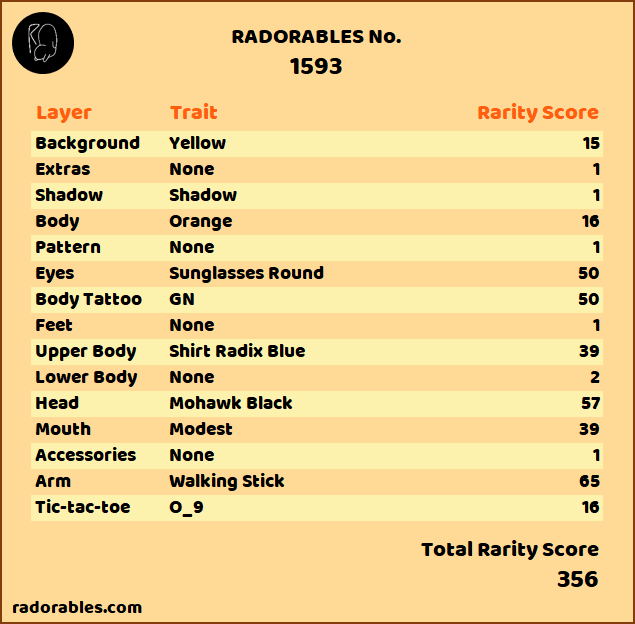 RADORABLES No.
1593
Layer Trait Rarity Score
Background Yellow 15
Extras None 1
Shadow Shadow 1
Body Orange 16
Pattern None 1
Eyes Sunglasses Round 50
Body Tattoo GN 50
Feet None 1
Upper Body Shirt Radix Blue 39
Lower Body None 2
Head Mohawk Black 57
Mouth Modest 39
Accessories None 1
Arm Walking Stick 65
Tic-tac-toe O_9 16
Total Rarity Score
356
radorables.com